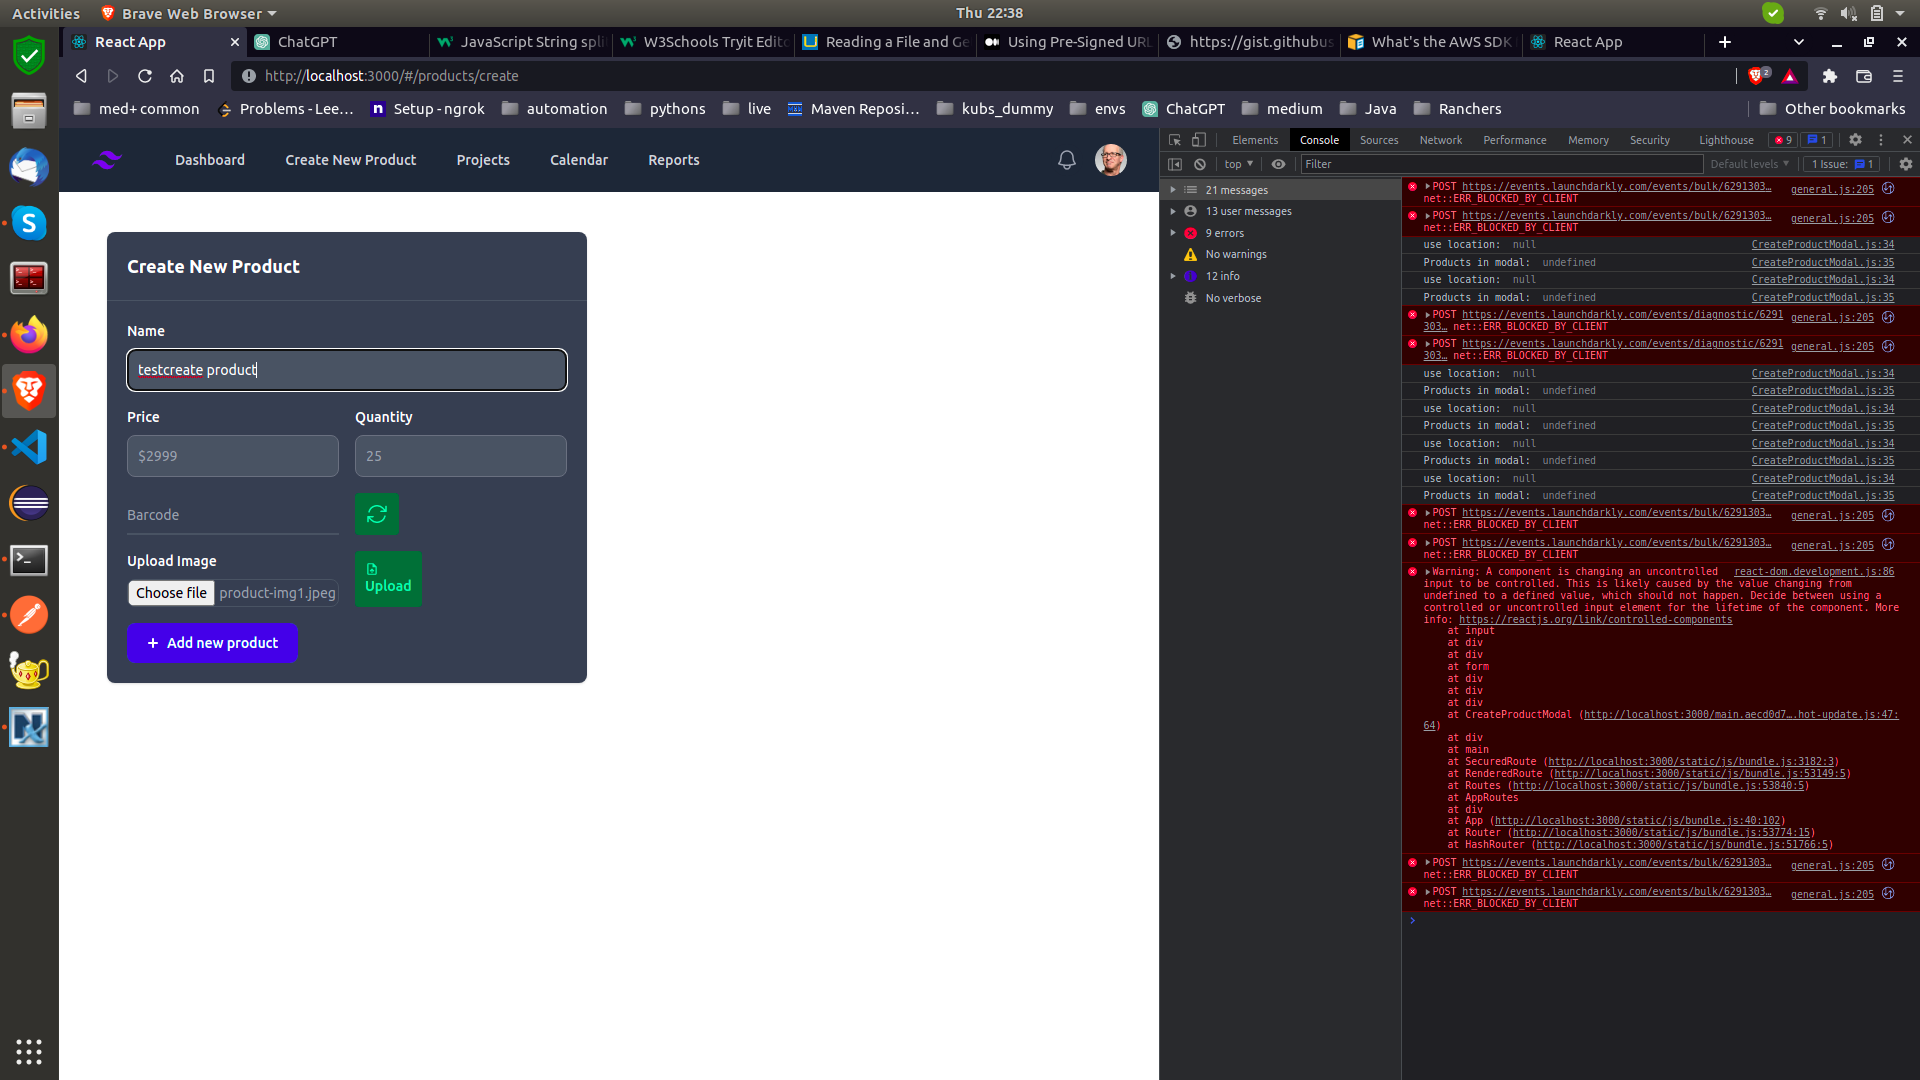 Activities
Brave Web Browser
Thu 22:38
React App
ChatGPT
JavaScript String spli
W3Schools Tryit Edit
Reading a File and Ge
Using Pre-Signed URL
https://gist.githubus
What's the AWS SDK
React App
http://localhost:3000/#/products/create
2
med+common
Problems - Lee...
Setup - ngrok
automation
pythons
live
Maven Reposi...
kubs_dummy
envs
ChatGPT
medium
Java
Ranchers
Other bookmarks
Dashboard
Create New Product
Projects
Calendar
Reports
Create New Product
Name
testcreate product
Price
Quantity
$2999
25
Barcode
Upload Image
Choose file
product-img1.jpeg
Upload
+ Add new product
Elements
Console
Sources
Network
Performance
Memory
Security
Lighthouse
9
1
top
Filter
Default levels
1 Issue: 1
21 messages
13 user messages
9 errors
No warnings
12 info
No verbose
POST https://events.launchdarkly.com/events/bulk/6291303… general.js:205
net::ERR_BLOCKED_BY_CLIENT
POST https://events.launchdarkly.com/events/bulk/6291303… general.js:205
net::ERR_BLOCKED_BY_CLIENT
use location: null CreateProductModal.js:34
Products in modal: undefined CreateProductModal.js:35
use location: null CreateProductModal.js:34
Products in modal: undefined CreateProductModal.js:35
POST https://events.launchdarkly.com/events/diagnostic/6291 general.js:205
303… net::ERR_BLOCKED_BY_CLIENT
POST https://events.launchdarkly.com/events/diagnostic/6291 general.js:205
303… net::ERR_BLOCKED_BY_CLIENT
use location: null CreateProductModal.js:34
Products in modal: undefined CreateProductModal.js:35
use location: null CreateProductModal.js:34
Products in modal: undefined CreateProductModal.js:35
use location: null CreateProductModal.js:34
Products in modal: undefined CreateProductModal.js:35
use location: null CreateProductModal.js:34
Products in modal: undefined CreateProductModal.js:35
POST https://events.launchdarkly.com/events/bulk/6291303… general.js:205
net::ERR_BLOCKED_BY_CLIENT
POST https://events.launchdarkly.com/events/bulk/6291303… general.js:205
net::ERR_BLOCKED_BY_CLIENT
Warning: A component is changing an uncontrolled react-dom.development.js:86
input to be controlled. This is likely caused by the value changing from
undefined to a defined value, which should not happen. Decide between using a
controlled or uncontrolled input element for the lifetime of the component. More
info: https://reactjs.org/link/controlled-components
at input
at div
at div
at form
at div
at div
at div
at CreateProductModal (http://localhost:3000/main.aecd0d7….hot-update.js:47:
64)
at div
at main
at SecuredRoute (http://localhost:3000/static/js/bundle.js:3182:3)
at RenderedRoute (http://localhost:3000/static/js/bundle.js:53149:5)
at Routes (http://localhost:3000/static/js/bundle.js:53840:5)
at AppRoutes
at div
at App (http://localhost:3000/static/js/bundle.js:40:102)
at Router (http://localhost:3000/static/js/bundle.js:53774:15)
at HashRouter (http://localhost:3000/static/js/bundle.js:51766:5)
POST https://events.launchdarkly.com/events/bulk/6291303… general.js:205
net::ERR_BLOCKED_BY_CLIENT
POST https://events.launchdarkly.com/events/bulk/6291303… general.js:205
net::ERR_BLOCKED_BY_CLIENT